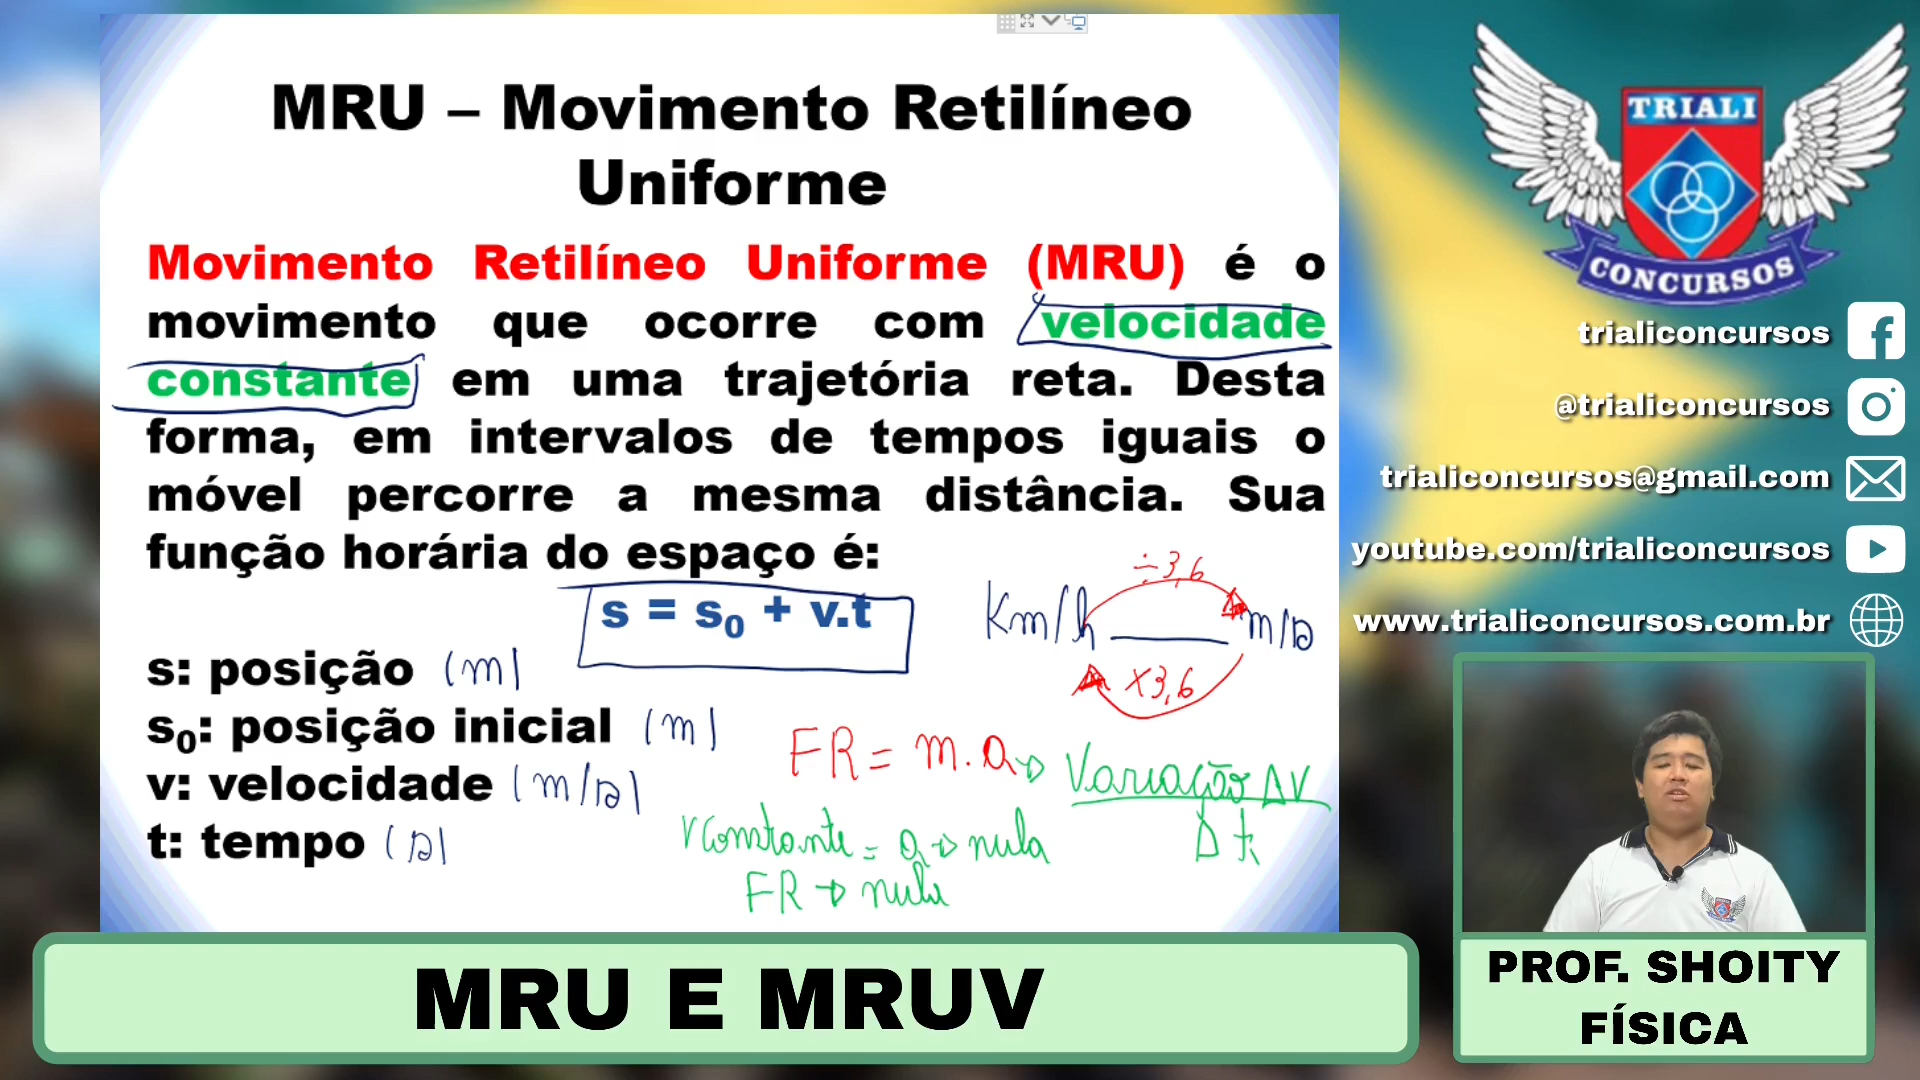 MRU – Movimento Retilíneo
Uniforme
Movimento Retilíneo Uniforme (MRU) é o
movimento que ocorre com velocidade
constante em uma trajetória reta. Desta
forma, em intervalos de tempos iguais o
móvel percorre a mesma distância. Sua
função horária do espaço é:
s = s₀ + v.t
s: posição (m)
s₀: posição inicial (m)
v: velocidade (m/s)
t: tempo (s)
÷3,6
Km/h m/s
×3,6
FR = m.a → Variação ΔV
Δt
V constante = a → nula
FR → nula
TRIALI
CONCURSOS
trialiconcursos
@trialiconcursos
trialiconcursos@gmail.com
youtube.com/trialiconcursos
www.trialiconcursos.com.br
MRU E MRUV
PROF. SHOITY
FÍSICA